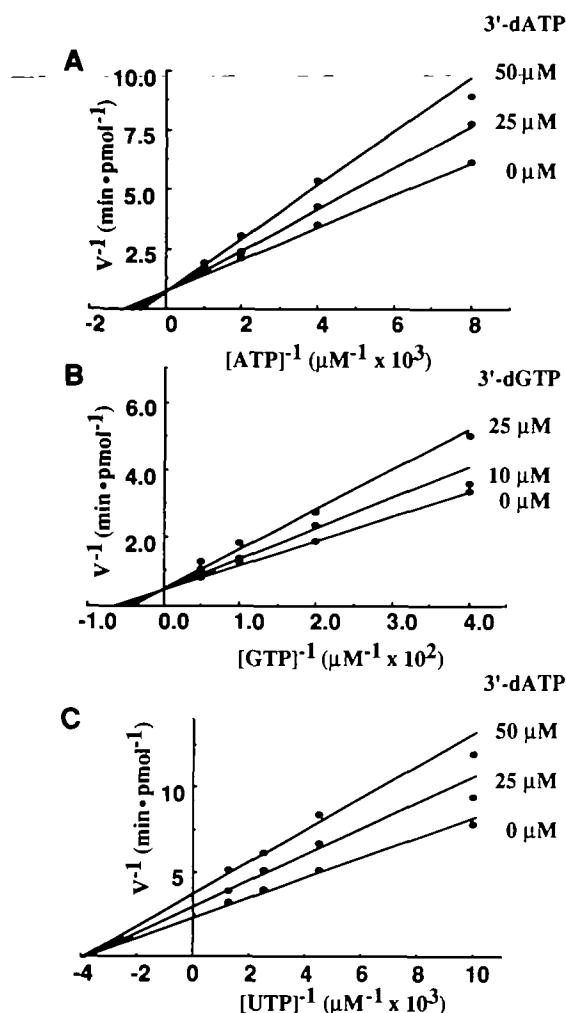 3'-dATP
A
50 μM
10.0
25 μM
7.5
0 μM
5.0
2.5
V⁻¹ (min•pmol⁻¹)
-2 0 2 4 6 8
[ATP]⁻¹ (μM⁻¹ x 10³)
B
3'-dGTP
25 μM
6.0
10 μM
4.0
0 μM
2.0
V⁻¹ (min•pmol⁻¹)
-1.0 0.0 1.0 2.0 3.0 4.0
[GTP]⁻¹ (μM⁻¹ x 10²)
3'-dATP
C
50 μM
10
25 μM
0 μM
5
V⁻¹ (min•pmol⁻¹)
-4 -2 0 2 4 6 8 10
[UTP]⁻¹ (μM⁻¹ x 10³)